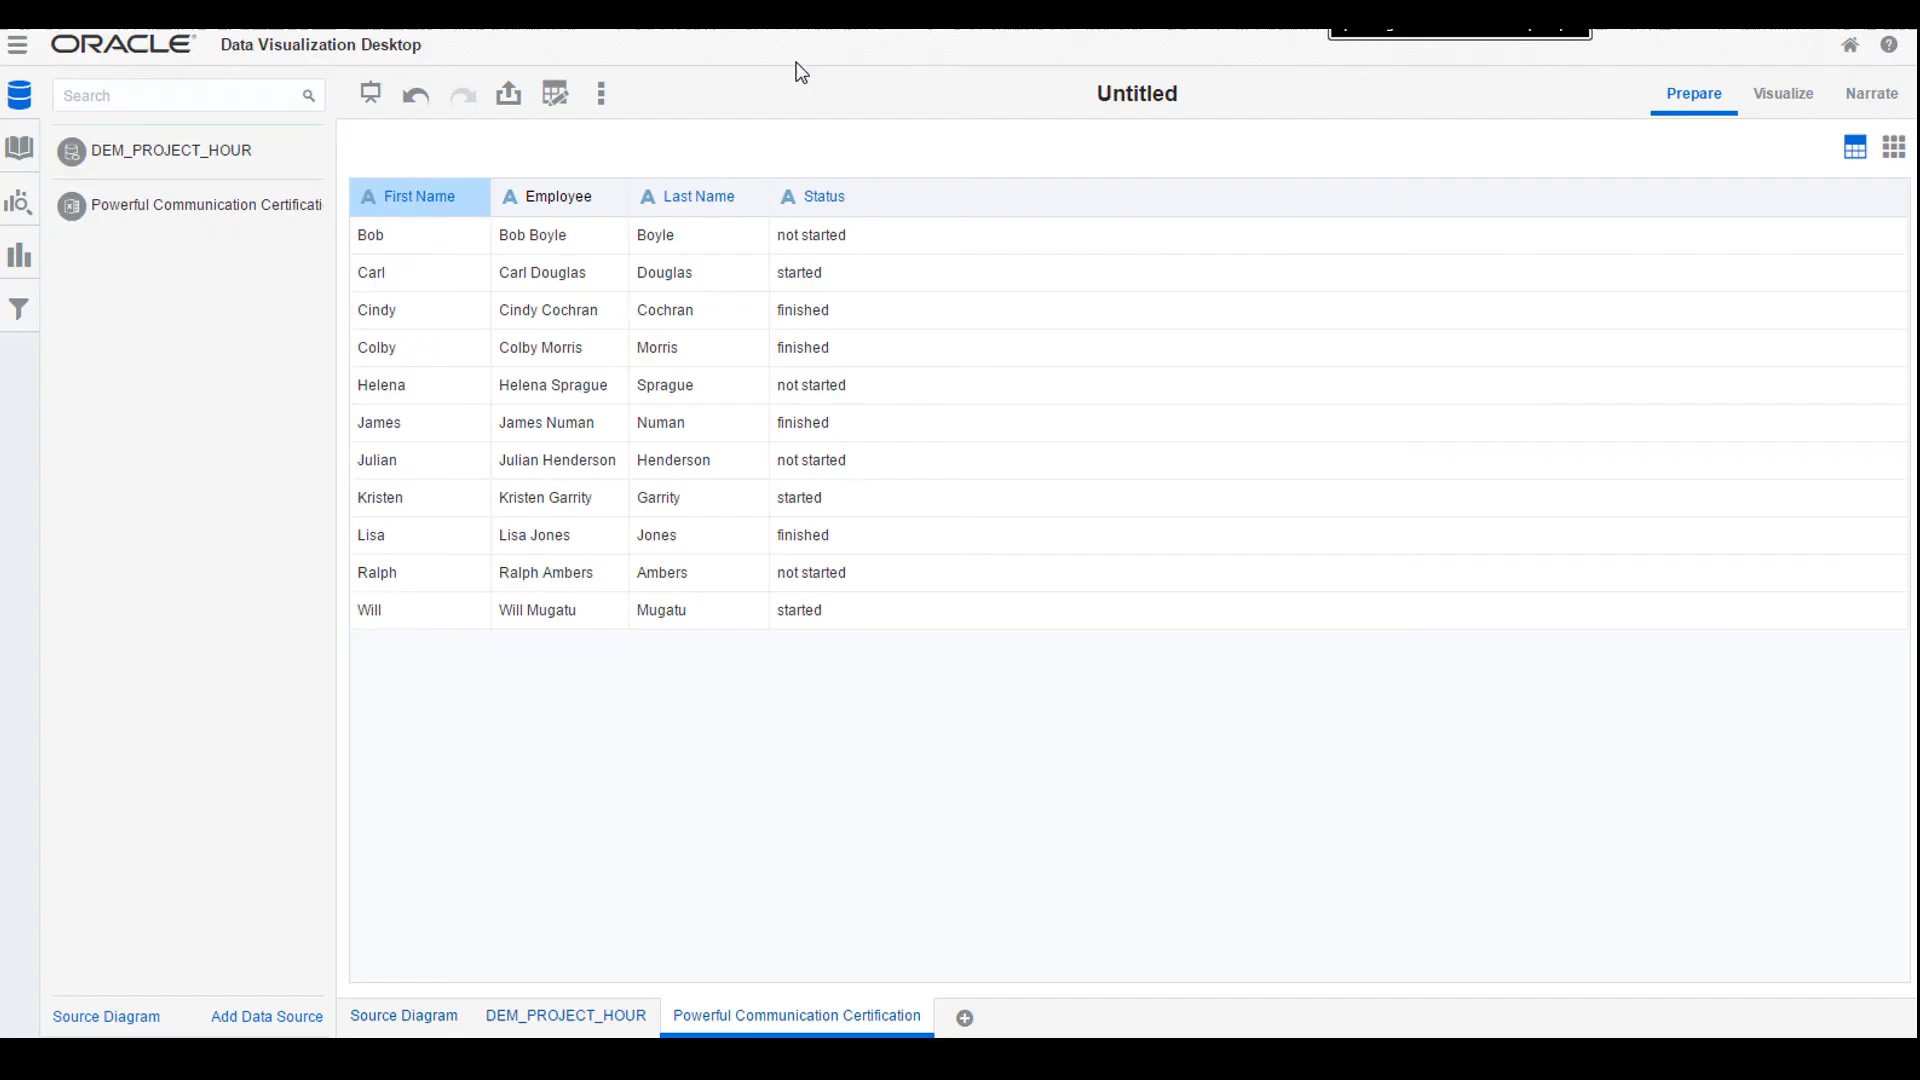 ORACLE Data Visualization Desktop
Search
Untitled
Prepare Visualize Narrate
DEM_PROJECT_HOUR
Powerful Communication Certificati
First Name Employee Last Name Status
Bob Bob Boyle Boyle not started
Carl Carl Douglas Douglas started
Cindy Cindy Cochran Cochran finished
Colby Colby Morris Morris finished
Helena Helena Sprague Sprague not started
James James Numan Numan finished
Julian Julian Henderson Henderson not started
Kristen Kristen Garrity Garrity started
Lisa Lisa Jones Jones finished
Ralph Ralph Ambers Ambers not started
Will Will Mugatu Mugatu started
Source Diagram Add Data Source
Source Diagram DEM_PROJECT_HOUR Powerful Communication Certification